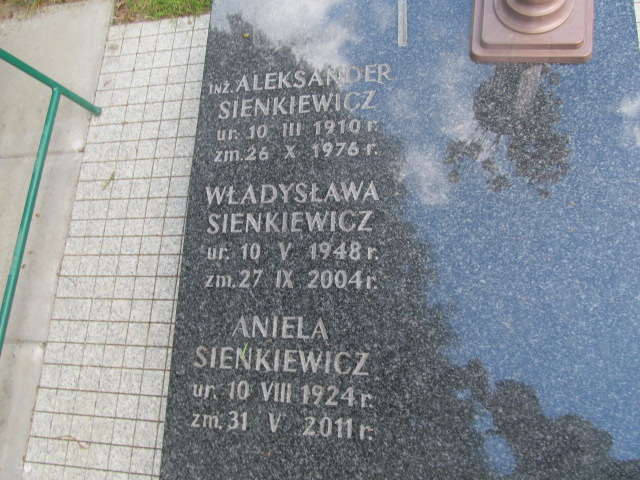 INŻ. ALEKSANDER
SIENKIEWICZ
ur. 10 III 1910 r.
zm. 26 X 1976 r.
WŁADYSŁAWA
SIENKIEWICZ
ur. 10 V 1948 r.
zm. 27 IX 2004 r.
ANIELA
SIENKIEWICZ
ur. 10 VIII 1924 r.
zm. 31 V 2011 r.